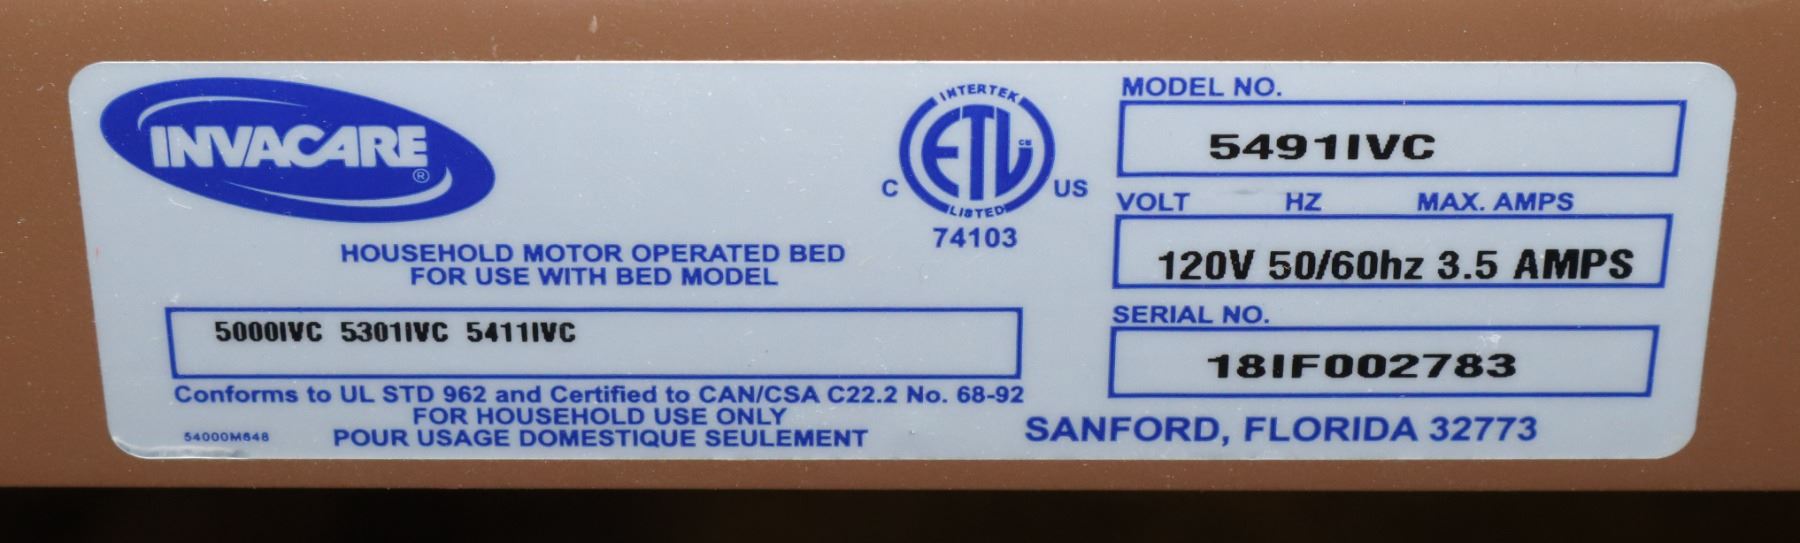 INVACARE®
HOUSEHOLD MOTOR OPERATED BED
FOR USE WITH BED MODEL
5000IVC 5301IVC 5411IVC
Conforms to UL STD 962 and Certified to CAN/CSA C22.2 No. 68-92
FOR HOUSEHOLD USE ONLY
54000M648 POUR USAGE DOMESTIQUE SEULEMENT
INTERTEK
ETL CM
C US
LISTED
74103
MODEL NO.
5491IVC
VOLT HZ MAX. AMPS
120V 50/60hz 3.5 AMPS
SERIAL NO.
18IF002783
SANFORD, FLORIDA 32773